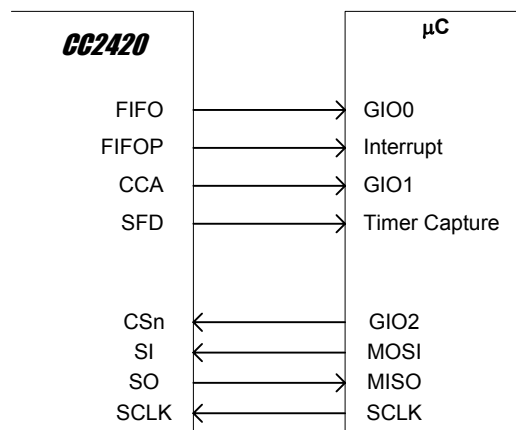 CC2420 μC
FIFO GIO0
FIFOP Interrupt
CCA GIO1
SFD Timer Capture
CSn GIO2
SI MOSI
SO MISO
SCLK SCLK